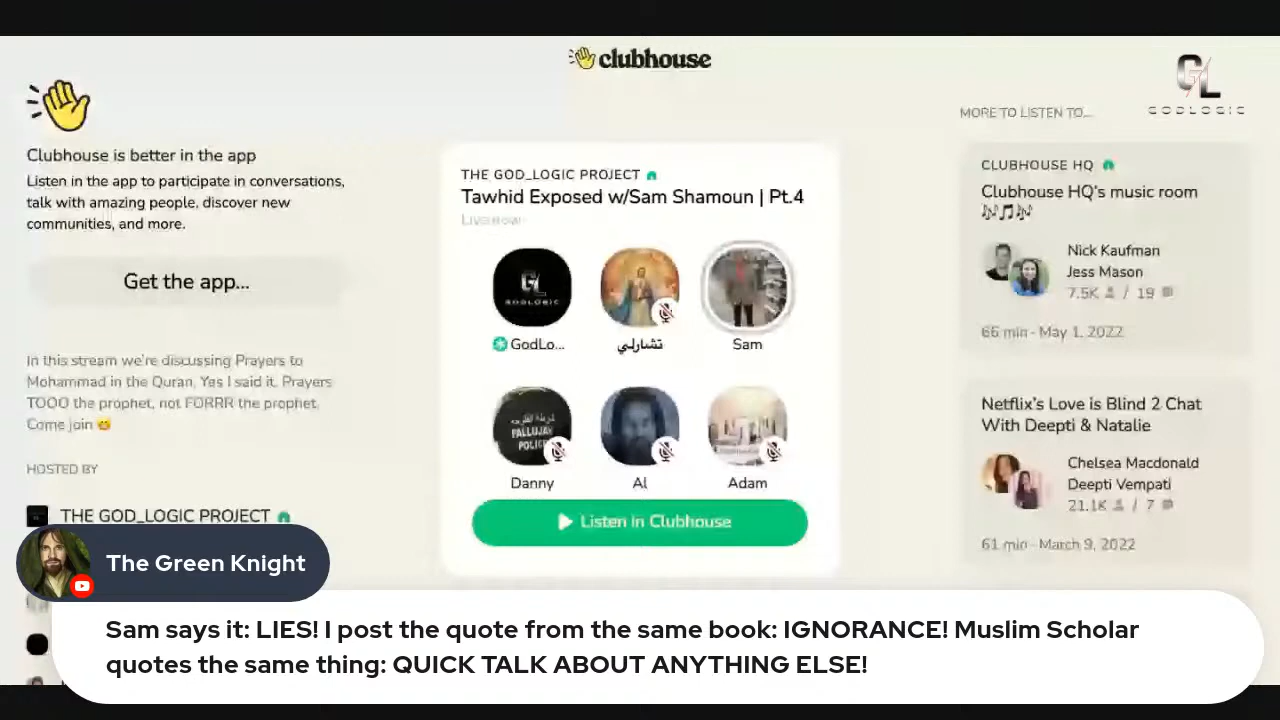 clubhouse
GL
GODLOGIC
Clubhouse is better in the app
Listen in the app to participate in conversations,
talk with amazing people, discover new
communities, and more.
Get the app...
In this stream we're discussing Prayers to
Mohammad in the Quran. Yes I said it. Prayers
TOOO the prophet, not FORRR the prophet.
Come join 😊
HOSTED BY
THE GOD_LOGIC PROJECT
THE GOD_LOGIC PROJECT
Tawhid Exposed w/Sam Shamoun | Pt.4
Live now
GL
GODLOGIC
GodLo...
تشارلي
Sam
FALLUJAH
POLICE
Danny
Al
Adam
Listen in Clubhouse
MORE TO LISTEN TO...
CLUBHOUSE HQ
Clubhouse HQ's music room
🎶🎵🎶
Nick Kaufman
Jess Mason
7.5K / 19
66 min - May 1, 2022
Netflix's Love is Blind 2 Chat
With Deepti & Natalie
Chelsea Macdonald
Deepti Vempati
21.1K / 7
61 min - March 9, 2022
The Green Knight
Sam says it: LIES! I post the quote from the same book: IGNORANCE! Muslim Scholar
quotes the same thing: QUICK TALK ABOUT ANYTHING ELSE!